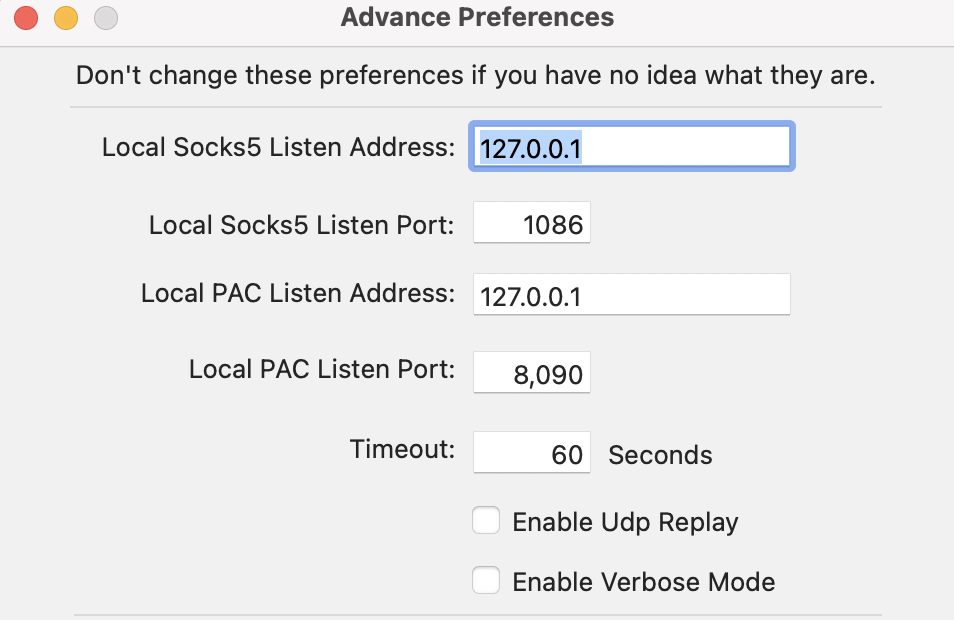 Advance Preferences
Don't change these preferences if you have no idea what they are.
Local Socks5 Listen Address: 127.0.0.1
Local Socks5 Listen Port: 1086
Local PAC Listen Address: 127.0.0.1
Local PAC Listen Port: 8,090
Timeout: 60 Seconds
Enable Udp Replay
Enable Verbose Mode